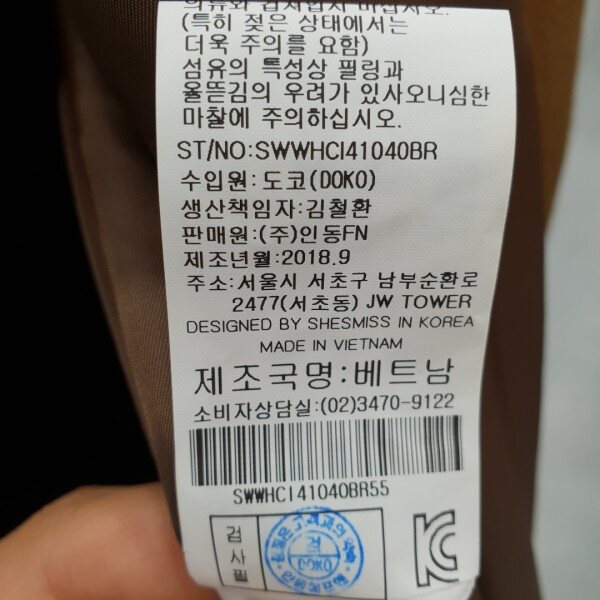 (특히 젖은 상태에서는
더욱 주의를 요함)
섬유의 특성상 필링과
올뜯김의 우려가 있사오니심한
마찰에 주의하십시오.
ST/NO:SWWHCI41040BR
수입원:도코(DOKO)
생산책임자:김철환
판매원:(주)인동FN
제조년월:2018.9
주소:서울시 서초구 남부순환로
2477(서초동) JW TOWER
DESIGNED BY SHESMISS IN KOREA
MADE IN VIETNAM
제조국명:베트남
소비자상담실:(02)3470-9122
SWWHCI41040BR55
검사필
검